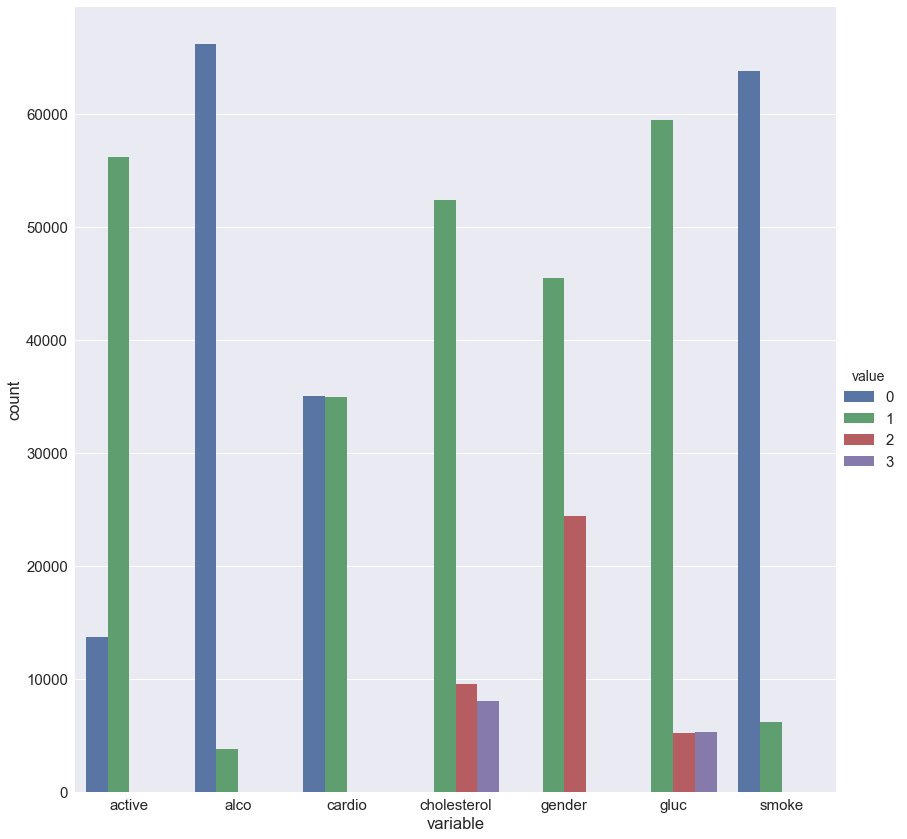 60000
50000
40000
30000
20000
10000
0
count
active alco cardio cholesterol gender gluc smoke
variable
value
0
1
2
3